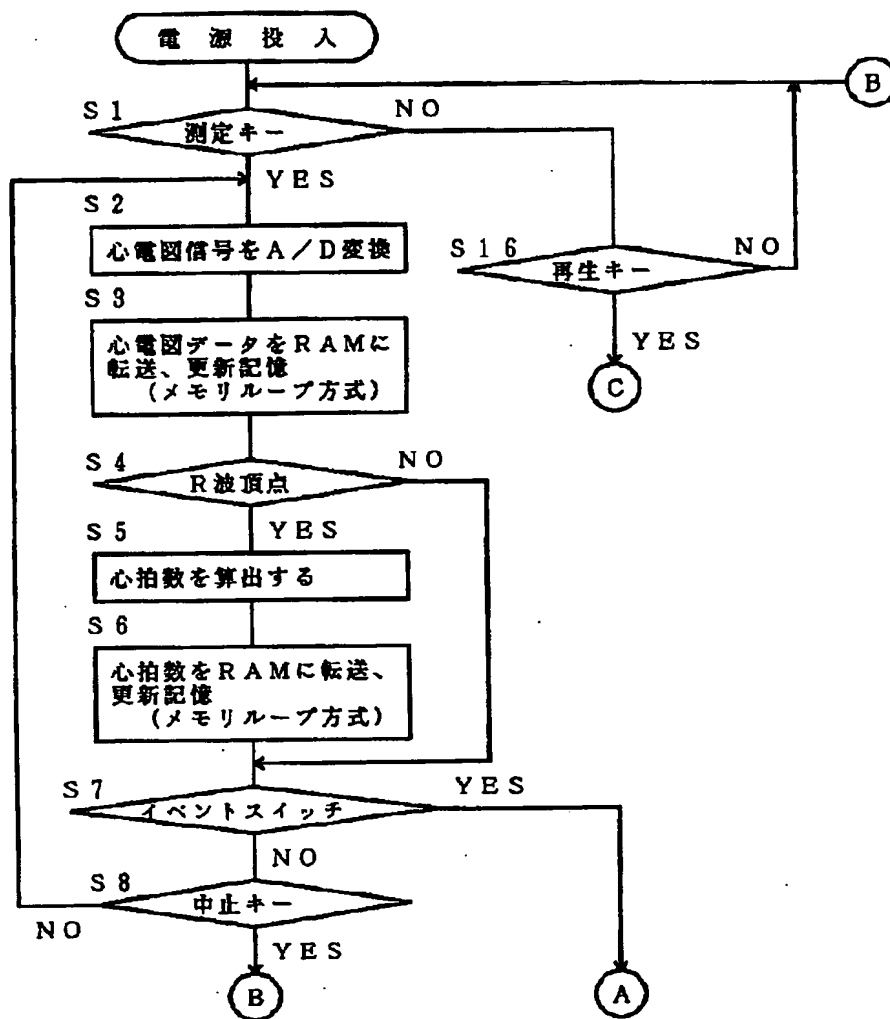 電源投入
B
S1
測定キー
NO
YES
S2
心電図信号をA/D変換
S16
再生キー
NO
YES
C
S3
心電図データをRAMに
転送、更新記憶
(メモリループ方式)
S4
R波頂点
NO
YES
S5
心拍数を算出する
S6
心拍数をRAMに転送、
更新記憶
(メモリループ方式)
S7
イベントスイッチ
YES
NO
S8
中止キー
NO
YES
B
A